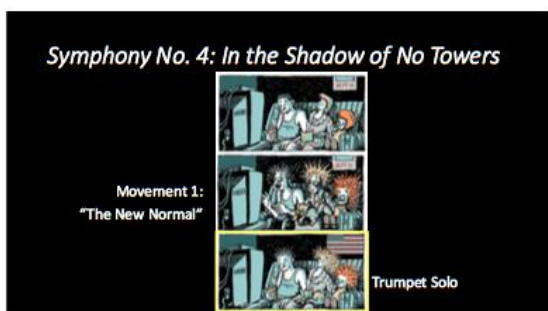 Symphony No. 4: In the Shadow of No Towers
Movement 1:
"The New Normal"
Trumpet Solo